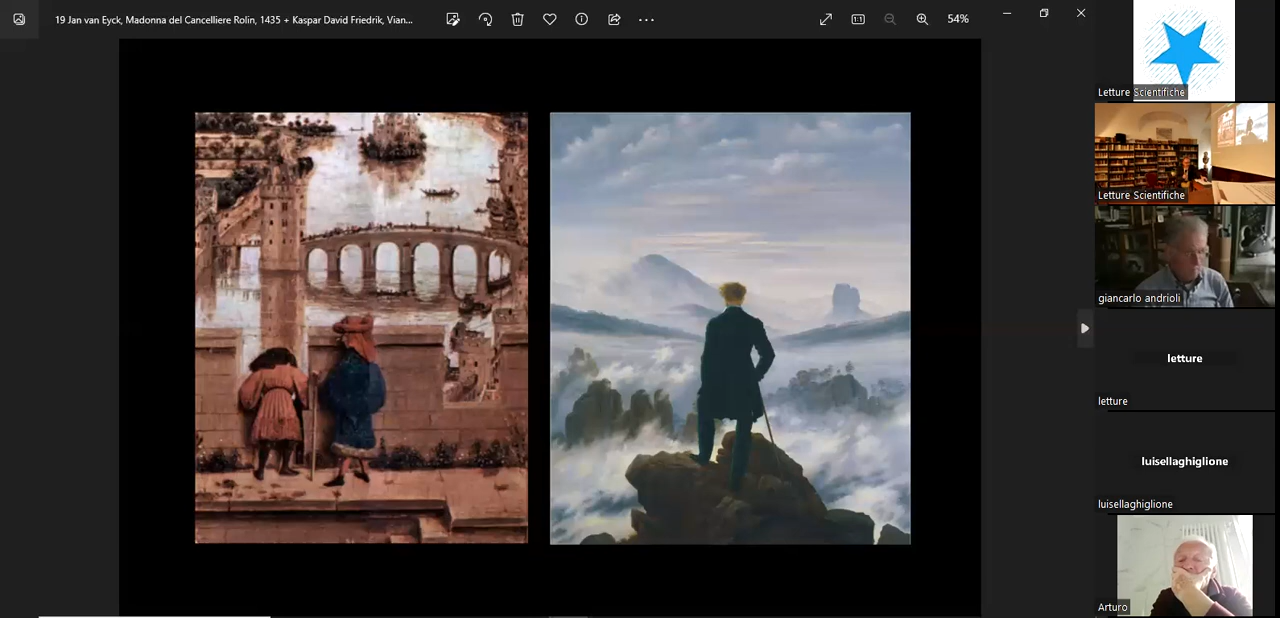 19 Jan van Eyck, Madonna del Cancelliere Rolin, 1435 + Kaspar David Friedrik, Vian...
54%
Letture Scientifiche
Letture Scientifiche
giancarlo andrioli
letture
letture
luisellaghiglione
luisellaghiglione
Arturo